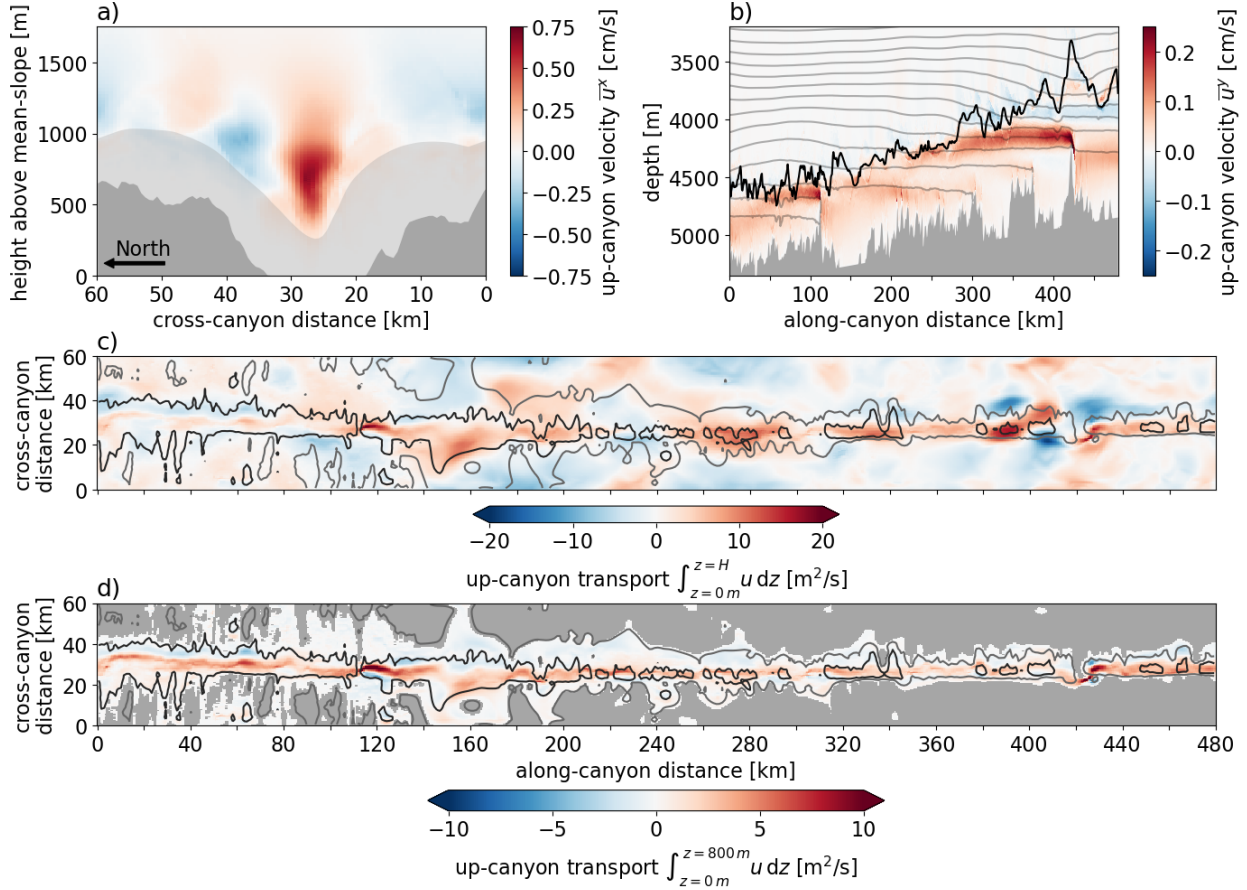 a)
height above mean-slope [m]
1500
1000
500
0
North
60 50 40 30 20 10 0
cross-canyon distance [km]
0.75
0.50
0.25
0.00
−0.25
−0.50
−0.75
up-canyon velocity u̅ˣ [cm/s]
b)
depth [m]
3500
4000
4500
5000
0 100 200 300 400
along-canyon distance [km]
0.2
0.1
0.0
−0.1
−0.2
up-canyon velocity u̅ʸ [cm/s]
c)
cross-canyon
distance [km]
60
40
20
0
−20 −10 0 10 20
up-canyon transport ∫_{z=0 m}^{z=H} u dz [m²/s]
d)
cross-canyon
distance [km]
60
40
20
0
0 40 80 120 160 200 240 280 320 360 400 440 480
along-canyon distance [km]
−10 −5 0 5 10
up-canyon transport ∫_{z=0 m}^{z=800 m} u dz [m²/s]